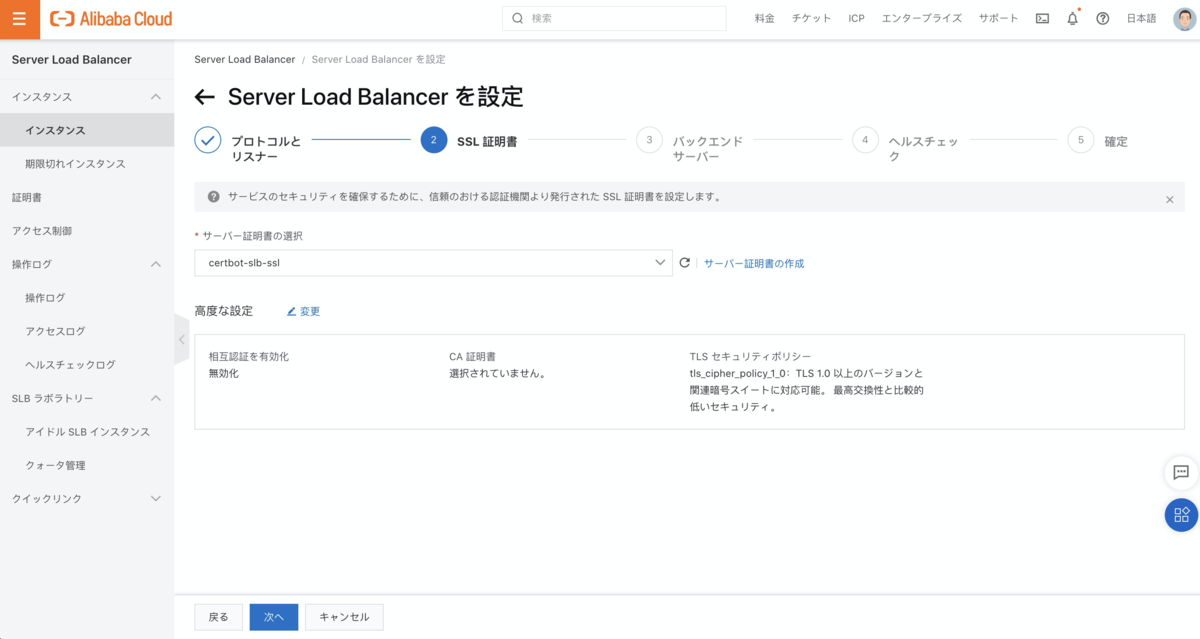 Alibaba Cloud
検索
料金 チケット ICP エンタープライズ サポート 日本語
Server Load Balancer
インスタンス
インスタンス
期限切れインスタンス
証明書
アクセス制御
操作ログ
操作ログ
アクセスログ
ヘルスチェックログ
SLB ラボラトリー
アイドル SLB インスタンス
クォータ管理
クイックリンク
Server Load Balancer / Server Load Balancer を設定
Server Load Balancer を設定
プロトコルと
リスナー
2 SSL 証明書
3 バックエンド
サーバー
4 ヘルスチェッ
ク
5 確定
サービスのセキュリティを確保するために、信頼のおける認証機関より発行された SSL 証明書を設定します。
* サーバー証明書の選択
certbot-slb-ssl
サーバー証明書の作成
高度な設定 変更
相互認証を有効化
無効化
CA 証明書
選択されていません。
TLS セキュリティポリシー
tls_cipher_policy_1_0：TLS 1.0 以上のバージョンと
関連暗号スイートに対応可能。 最高交換性と比較的
低いセキュリティ。
戻る 次へ キャンセル